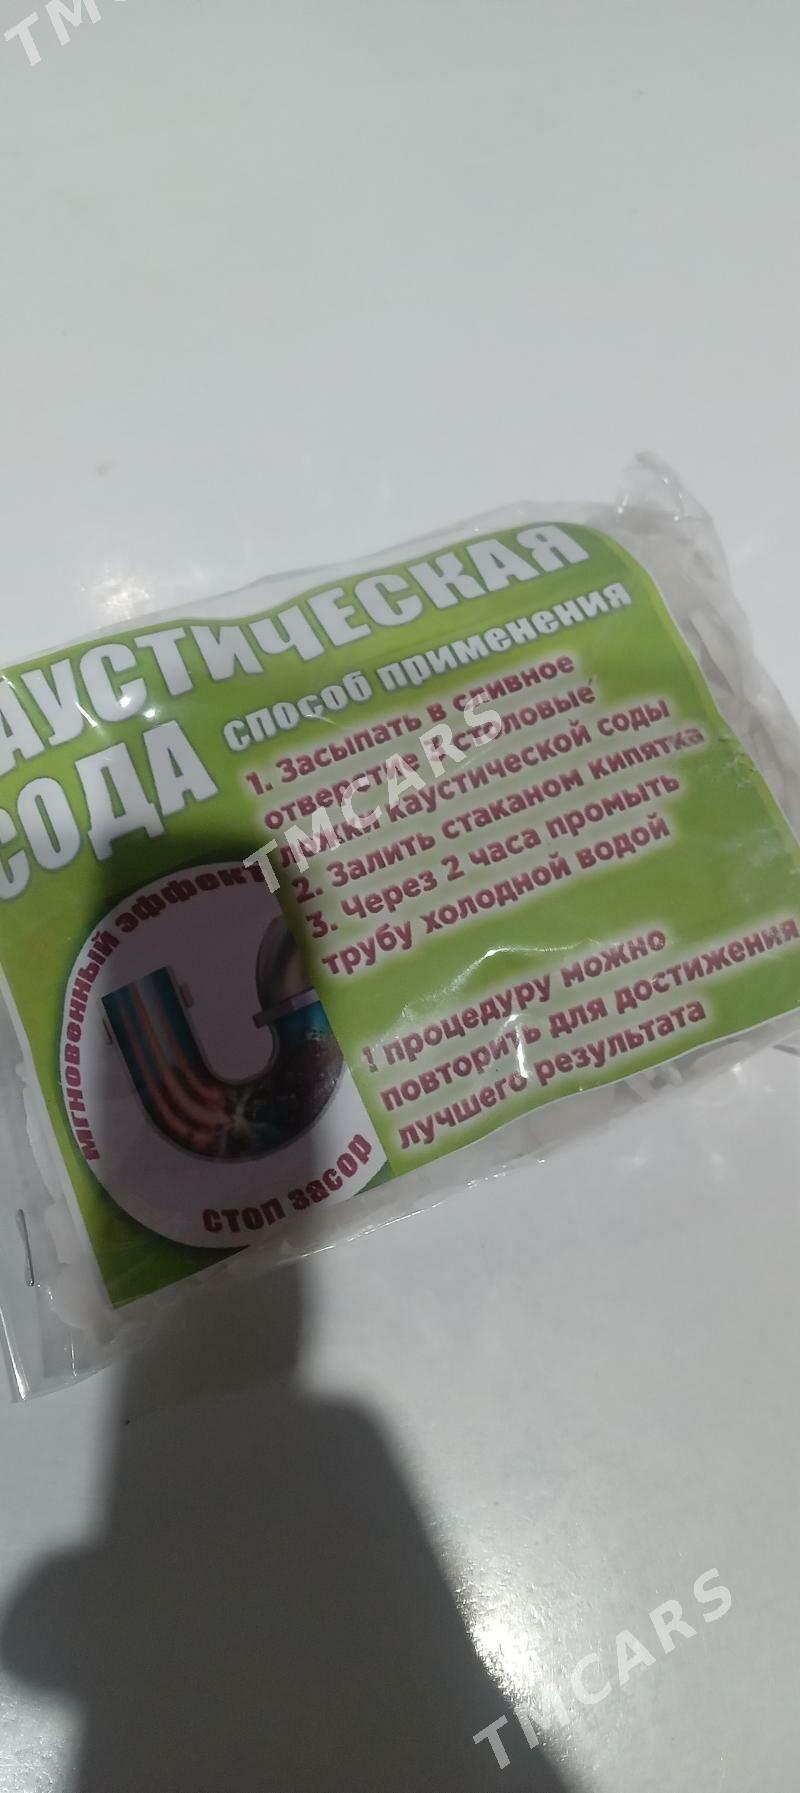 АУСТИЧЕСКАЯ
СОДА
способ применения
1. Засыпать в сливное
отверстие столовые
ложки каустической соды
2. Залить стаканом кипятка
3. Через 2 часа промыть
трубу холодной водой
! процедуру можно
повторить для достижения
лучшего результата
мгновенный эффект
стоп засор
TMCARS
TMCARS